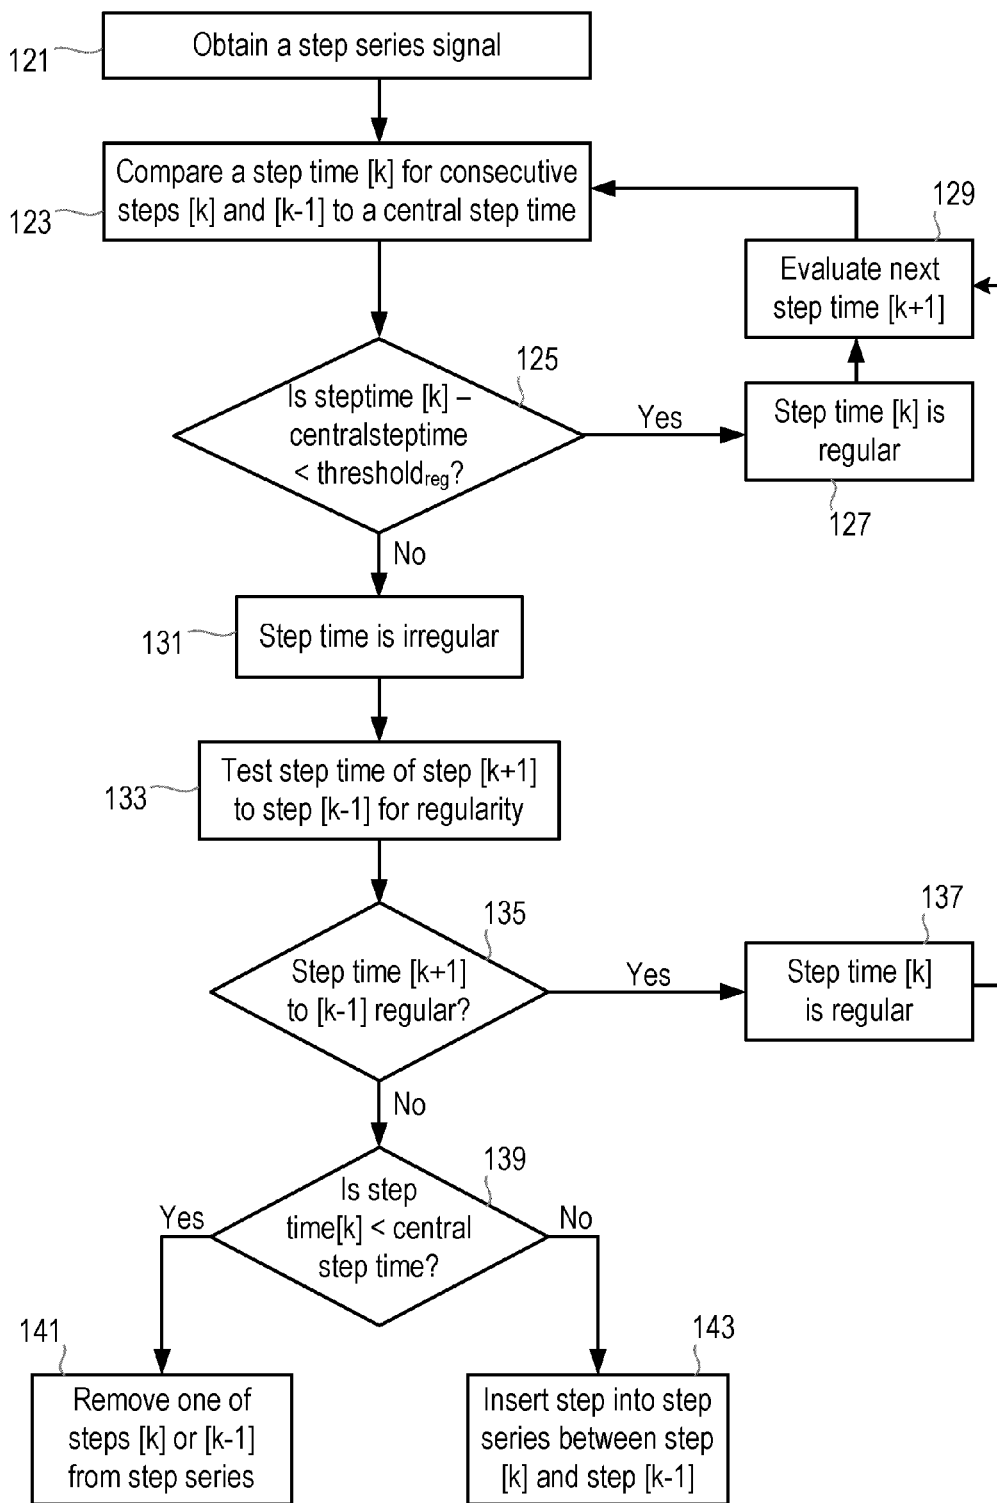 Obtain a step series signal
121
Compare a step time [k] for consecutive
steps [k] and [k-1] to a central step time
123
129
Evaluate next
step time [k+1]
125
Is steptime [k] –
centralsteptime
< thresholdreg?
Yes
Step time [k] is
regular
127
No
Step time is irregular
131
Test step time of step [k+1]
to step [k-1] for regularity
133
135
Step time [k+1]
to [k-1] regular?
Yes
137
Step time [k]
is regular
No
139
Is step
time[k] < central
step time?
Yes
No
141
Remove one of
steps [k] or [k-1]
from step series
143
Insert step into step
series between step
[k] and step [k-1]